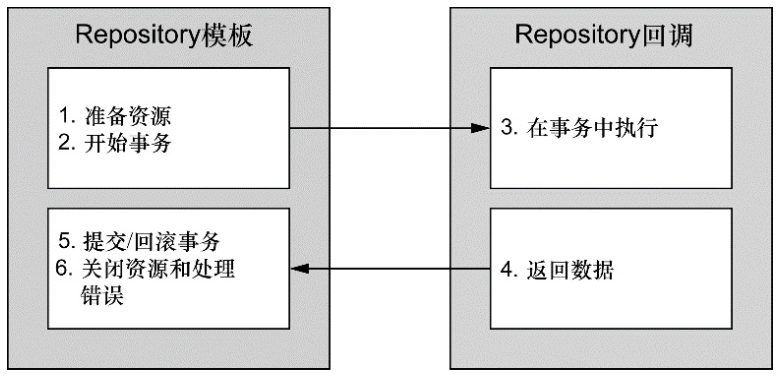 Repository模板
1. 准备资源
2. 开始事务
5. 提交/回滚事务
6. 关闭资源和处理
错误
Repository回调
3. 在事务中执行
4. 返回数据